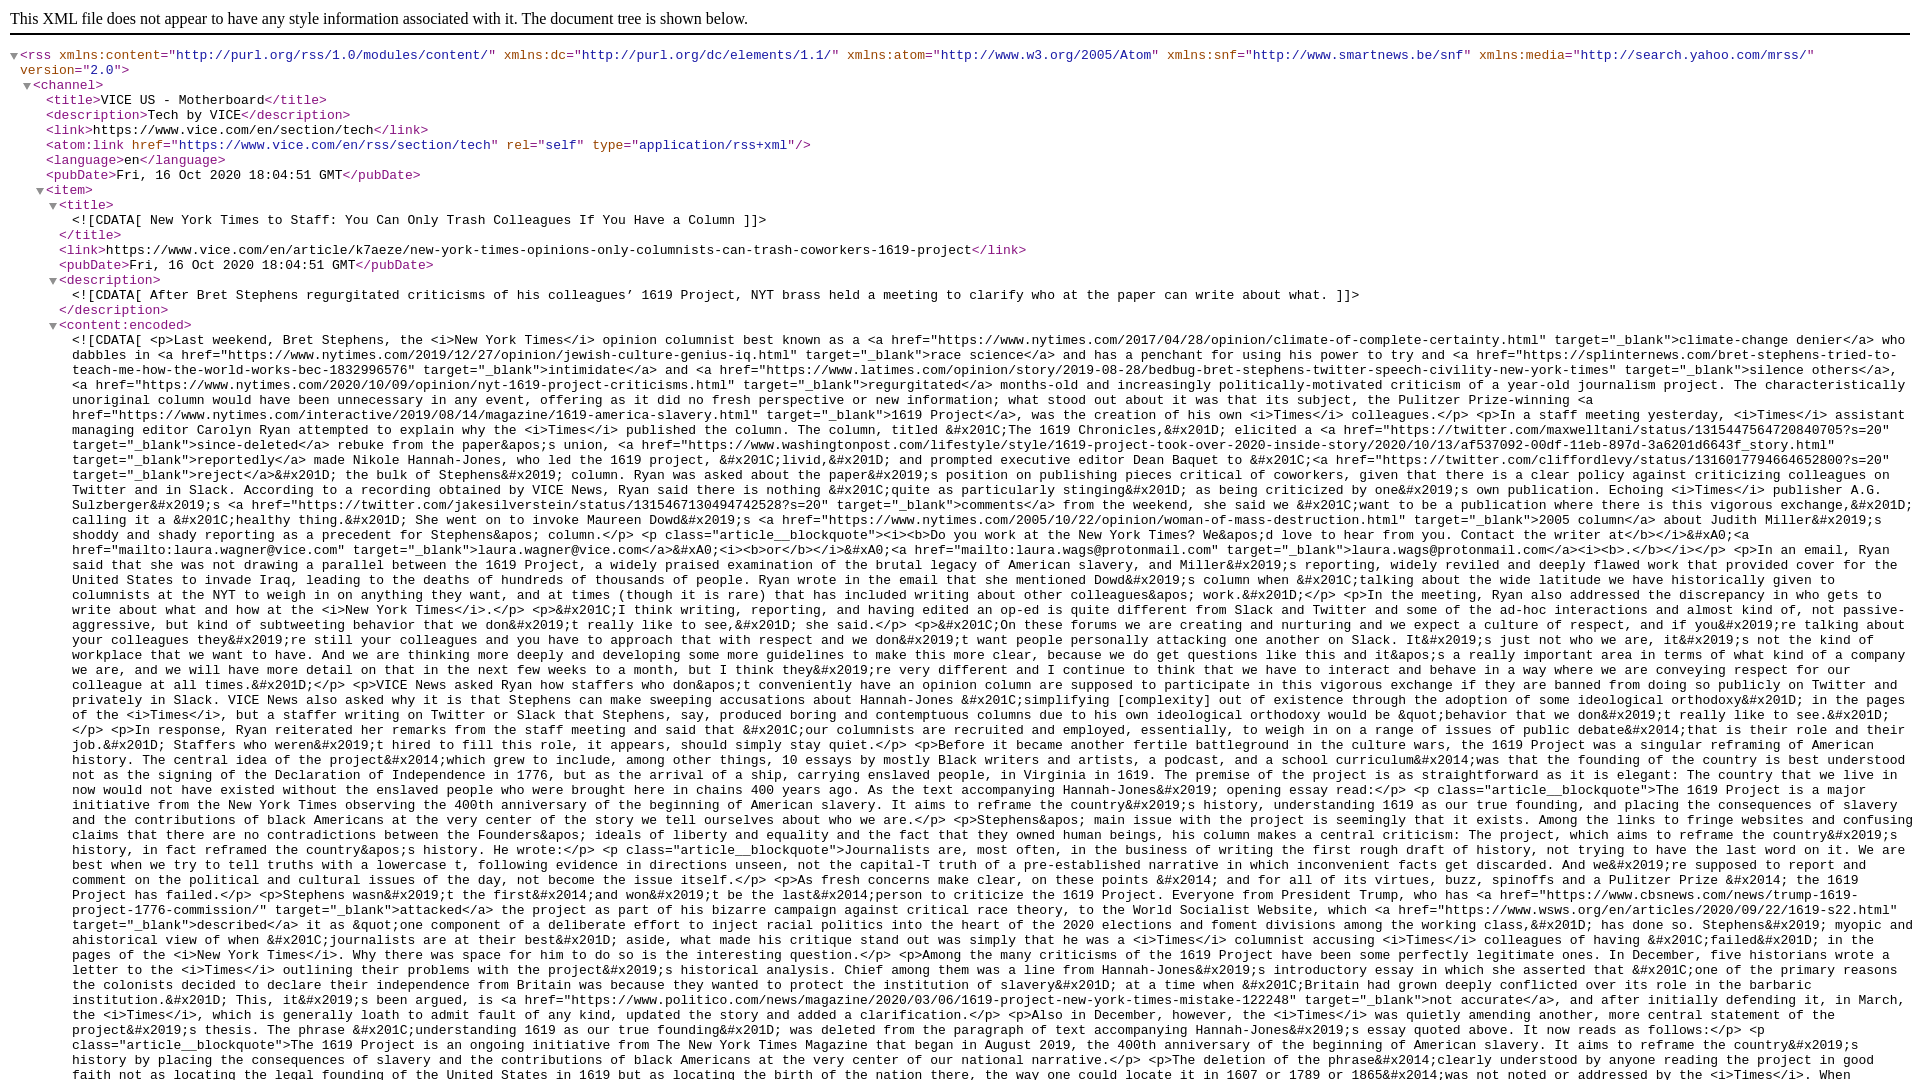 This XML file does not appear to have any style information associated with it. The document tree is shown below.
<rss xmlns:content="http://purl.org/rss/1.0/modules/content/" xmlns:dc="http://purl.org/dc/elements/1.1/" xmlns:atom="http://www.w3.org/2005/Atom" xmlns:snf="http://www.smartnews.be/snf" xmlns:media="http://search.yahoo.com/mrss/"
version="2.0">
<channel>
<title>VICE US - Motherboard</title>
<description>Tech by VICE</description>
<link>https://www.vice.com/en/section/tech</link>
<atom:link href="https://www.vice.com/en/rss/section/tech" rel="self" type="application/rss+xml"/>
<language>en</language>
<pubDate>Fri, 16 Oct 2020 18:04:51 GMT</pubDate>
<item>
<title>
<![CDATA[ New York Times to Staff: You Can Only Trash Colleagues If You Have a Column ]]>
</title>
<link>https://www.vice.com/en/article/k7aeze/new-york-times-opinions-only-columnists-can-trash-coworkers-1619-project</link>
<pubDate>Fri, 16 Oct 2020 18:04:51 GMT</pubDate>
<description>
<![CDATA[ After Bret Stephens regurgitated criticisms of his colleagues’ 1619 Project, NYT brass held a meeting to clarify who at the paper can write about what. ]]>
</description>
<content:encoded>
<![CDATA[ <p>Last weekend, Bret Stephens, the <i>New York Times</i> opinion columnist best known as a <a href="https://www.nytimes.com/2017/04/28/opinion/climate-of-complete-certainty.html" target="_blank">climate-change denier</a> who
dabbles in <a href="https://www.nytimes.com/2019/12/27/opinion/jewish-culture-genius-iq.html" target="_blank">race science</a> and has a penchant for using his power to try and <a href="https://splinternews.com/bret-stephens-tried-to-
teach-me-how-the-world-works-bec-1832996576" target="_blank">intimidate</a> and <a href="https://www.latimes.com/opinion/story/2019-08-28/bedbug-bret-stephens-twitter-speech-civility-new-york-times" target="_blank">silence others</a>,
<a href="https://www.nytimes.com/2020/10/09/opinion/nyt-1619-project-criticisms.html" target="_blank">regurgitated</a> months-old and increasingly politically-motivated criticism of a year-old journalism project. The characteristically
unoriginal column would have been unnecessary in any event, offering as it did no fresh perspective or new information; what stood out about it was that its subject, the Pulitzer Prize-winning <a
href="https://www.nytimes.com/interactive/2019/08/14/magazine/1619-america-slavery.html" target="_blank">1619 Project</a>, was the creation of his own <i>Times</i> colleagues.</p> <p>In a staff meeting yesterday, <i>Times</i> assistant
managing editor Carolyn Ryan attempted to explain why the <i>Times</i> published the column. The column, titled &#x201C;The 1619 Chronicles,&#x201D; elicited a <a href="https://twitter.com/maxwelltani/status/1315447564720840705?s=20"
target="_blank">since-deleted</a> rebuke from the paper&apos;s union, <a href="https://www.washingtonpost.com/lifestyle/style/1619-project-took-over-2020-inside-story/2020/10/13/af537092-00df-11eb-897d-3a6201d6643f_story.html"
target="_blank">reportedly</a> made Nikole Hannah-Jones, who led the 1619 project, &#x201C;livid,&#x201D; and prompted executive editor Dean Baquet to &#x201C;<a href="https://twitter.com/cliffordlevy/status/1316017794664652800?s=20"
target="_blank">reject</a>&#x201D; the bulk of Stephens&#x2019; column. Ryan was asked about the paper&#x2019;s position on publishing pieces critical of coworkers, given that there is a clear policy against criticizing colleagues on
Twitter and in Slack. According to a recording obtained by VICE News, Ryan said there is nothing &#x201C;quite as particularly stinging&#x201D; as being criticized by one&#x2019;s own publication. Echoing <i>Times</i> publisher A.G.
Sulzberger&#x2019;s <a href="https://twitter.com/jakesilverstein/status/1315467130494742528?s=20" target="_blank">comments</a> from the weekend, she said we &#x201C;want to be a publication where there is this vigorous exchange,&#x201D;
calling it a &#x201C;healthy thing.&#x201D; She went on to invoke Maureen Dowd&#x2019;s <a href="https://www.nytimes.com/2005/10/22/opinion/woman-of-mass-destruction.html" target="_blank">2005 column</a> about Judith Miller&#x2019;s
shoddy and shady reporting as a precedent for Stephens&apos; column.</p> <p class="article__blockquote"><i><b>Do you work at the New York Times? We&apos;d love to hear from you. Contact the writer at</b></i>&#xA0;<a
href="mailto:laura.wagner@vice.com" target="_blank">laura.wagner@vice.com</a>&#xA0;<i><b>or</b></i>&#xA0;<a href="mailto:laura.wags@protonmail.com" target="_blank">laura.wags@protonmail.com</a><i><b>.</b></i></p> <p>In an email, Ryan
said that she was not drawing a parallel between the 1619 Project, a widely praised examination of the brutal legacy of American slavery, and Miller&#x2019;s reporting, widely reviled and deeply flawed work that provided cover for the
United States to invade Iraq, leading to the deaths of hundreds of thousands of people. Ryan wrote in the email that she mentioned Dowd&#x2019;s column when &#x201C;talking about the wide latitude we have historically given to
columnists at the NYT to weigh in on anything they want, and at times (though it is rare) that has included writing about other colleagues&apos; work.&#x201D;</p> <p>In the meeting, Ryan also addressed the discrepancy in who gets to
write about what and how at the <i>New York Times</i>.</p> <p>&#x201C;I think writing, reporting, and having edited an op-ed is quite different from Slack and Twitter and some of the ad-hoc interactions and almost kind of, not passive-
aggressive, but kind of subtweeting behavior that we don&#x2019;t really like to see,&#x201D; she said.</p> <p>&#x201C;On these forums we are creating and nurturing and we expect a culture of respect, and if you&#x2019;re talking about
your colleagues they&#x2019;re still your colleagues and you have to approach that with respect and we don&#x2019;t want people personally attacking one another on Slack. It&#x2019;s just not who we are, it&#x2019;s not the kind of
workplace that we want to have. And we are thinking more deeply and developing some more guidelines to make this more clear, because we do get questions like this and it&apos;s a really important area in terms of what kind of a company
we are, and we will have more detail on that in the next few weeks to a month, but I think they&#x2019;re very different and I continue to think that we have to interact and behave in a way where we are conveying respect for our
colleague at all times.&#x201D;</p> <p>VICE News asked Ryan how staffers who don&apos;t conveniently have an opinion column are supposed to participate in this vigorous exchange if they are banned from doing so publicly on Twitter and
privately in Slack. VICE News also asked why it is that Stephens can make sweeping accusations about Hannah-Jones &#x201C;simplifying [complexity] out of existence through the adoption of some ideological orthodoxy&#x201D; in the pages
of the <i>Times</i>, but a staffer writing on Twitter or Slack that Stephens, say, produced boring and contemptuous columns due to his own ideological orthodoxy would be &quot;behavior that we don&#x2019;t really like to see.&#x201D;
</p> <p>In response, Ryan reiterated her remarks from the staff meeting and said that &#x201C;our columnists are recruited and employed, essentially, to weigh in on a range of issues of public debate&#x2014;that is their role and their
job.&#x201D; Staffers who weren&#x2019;t hired to fill this role, it appears, should simply stay quiet.</p> <p>Before it became another fertile battleground in the culture wars, the 1619 Project was a singular reframing of American
history. The central idea of the project&#x2014;which grew to include, among other things, 10 essays by mostly Black writers and artists, a podcast, and a school curriculum&#x2014;was that the founding of the country is best understood
not as the signing of the Declaration of Independence in 1776, but as the arrival of a ship, carrying enslaved people, in Virginia in 1619. The premise of the project is as straightforward as it is elegant: The country that we live in
now would not have existed without the enslaved people who were brought here in chains 400 years ago. As the text accompanying Hannah-Jones&#x2019; opening essay read:</p> <p class="article__blockquote">The 1619 Project is a major
initiative from the New York Times observing the 400th anniversary of the beginning of American slavery. It aims to reframe the country&#x2019;s history, understanding 1619 as our true founding, and placing the consequences of slavery
and the contributions of black Americans at the very center of the story we tell ourselves about who we are.</p> <p>Stephens&apos; main issue with the project is seemingly that it exists. Among the links to fringe websites and confusing
claims that there are no contradictions between the Founders&apos; ideals of liberty and equality and the fact that they owned human beings, his column makes a central criticism: The project, which aims to reframe the country&#x2019;s
history, in fact reframed the country&apos;s history. He wrote:</p> <p class="article__blockquote">Journalists are, most often, in the business of writing the first rough draft of history, not trying to have the last word on it. We are
best when we try to tell truths with a lowercase t, following evidence in directions unseen, not the capital-T truth of a pre-established narrative in which inconvenient facts get discarded. And we&#x2019;re supposed to report and
comment on the political and cultural issues of the day, not become the issue itself.</p> <p>As fresh concerns make clear, on these points &#x2014; and for all of its virtues, buzz, spinoffs and a Pulitzer Prize &#x2014; the 1619
Project has failed.</p> <p>Stephens wasn&#x2019;t the first&#x2014;and won&#x2019;t be the last&#x2014;person to criticize the 1619 Project. Everyone from President Trump, who has <a href="https://www.cbsnews.com/news/trump-1619-
project-1776-commission/" target="_blank">attacked</a> the project as part of his bizarre campaign against critical race theory, to the World Socialist Website, which <a href="https://www.wsws.org/en/articles/2020/09/22/1619-s22.html"
target="_blank">described</a> it as &quot;one component of a deliberate effort to inject racial politics into the heart of the 2020 elections and foment divisions among the working class,&#x201D; has done so. Stephens&#x2019; myopic and
ahistorical view of when &#x201C;journalists are at their best&#x201D; aside, what made his critique stand out was simply that he was a <i>Times</i> columnist accusing <i>Times</i> colleagues of having &#x201C;failed&#x201D; in the
pages of the <i>New York Times</i>. Why there was space for him to do so is the interesting question.</p> <p>Among the many criticisms of the 1619 Project have been some perfectly legitimate ones. In December, five historians wrote a
letter to the <i>Times</i> outlining their problems with the project&#x2019;s historical analysis. Chief among them was a line from Hannah-Jones&#x2019;s introductory essay in which she asserted that &#x201C;one of the primary reasons
the colonists decided to declare their independence from Britain was because they wanted to protect the institution of slavery&#x201D; at a time when &#x201C;Britain had grown deeply conflicted over its role in the barbaric
institution.&#x201D; This, it&#x2019;s been argued, is <a href="https://www.politico.com/news/magazine/2020/03/06/1619-project-new-york-times-mistake-122248" target="_blank">not accurate</a>, and after initially defending it, in March,
the <i>Times</i>, which is generally loath to admit fault of any kind, updated the story and added a clarification.</p> <p>Also in December, however, the <i>Times</i> was quietly amending another, more central statement of the
project&#x2019;s thesis. The phrase &#x201C;understanding 1619 as our true founding&#x201D; was deleted from the paragraph of text accompanying Hannah-Jones&#x2019;s essay quoted above. It now reads as follows:</p> <p
class="article__blockquote">The 1619 Project is an ongoing initiative from The New York Times Magazine that began in August 2019, the 400th anniversary of the beginning of American slavery. It aims to reframe the country&#x2019;s
history by placing the consequences of slavery and the contributions of black Americans at the very center of our national narrative.</p> <p>The deletion of the phrase&#x2014;clearly understood by anyone reading the project in good
faith not as locating the legal founding of the United States in 1619 but as locating the birth of the nation there, the way one could locate it in 1607 or 1789 or 1865&#x2014;was not noted or addressed by the <i>Times</i>. When